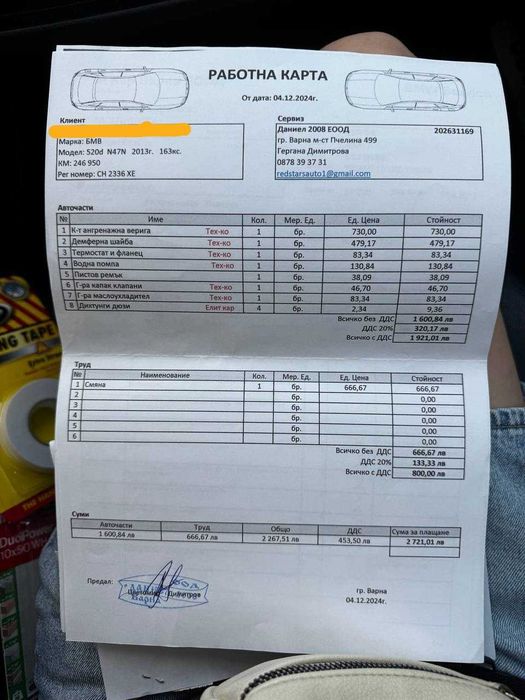 РАБОТНА КАРТА
От дата: 04.12.2024г.
Клиент
Марка: БМВ
Модел: 520d N47N 2013г. 163кс.
КМ: 246 950
Рег номер: СН 2336 ХЕ
Сервиз
Даниел 2008 ЕООД 202631169
гр. Варна м-ст Пчелина 499
Гергана Димитрова
0878 39 37 31
redstarsauto1@gmail.com
Авточасти
№ Име Кол. Мер. Ед. Ед. Цена Стойност
1 К-т ангренажна верига Тех-ко 1 бр. 730,00 730,00
2 Демферна шайба Тех-ко 1 бр. 479,17 479,17
3 Термостат и фланец Тех-ко 1 бр. 83,34 83,34
4 Водна помпа Тех-ко 1 бр. 130,84 130,84
5 Пистов ремък 1 бр. 38,09 38,09
6 Г-ра капак клапани Тех-ко 1 бр. 46,70 46,70
7 Г-ра маслоухладител Тех-ко 1 бр. 83,34 83,34
8 Дихтунги дюзи Елит кар 4 бр. 2,34 9,36
Всичко без ДДС 1 600,84 лв
ДДС 20% 320,17 лв
Всичко с ДДС 1 921,01 лв
Труд
№ Наименование Кол. Мер. Ед. Ед. Цена Стойност
1 Смяна 1 бр. 666,67 666,67
2 бр. 0,00
3 бр. 0,00
4 бр. 0,00
5 бр. 0,00
6 бр. 0,00
Всичко без ДДС 666,67 лв
ДДС 20% 133,33 лв
Всичко с ДДС 800,00 лв
Суми
Авточасти Труд Общо ДДС Сума за плащане
1 600,84 лв 666,67 лв 2 267,51 лв 453,50 лв 2 721,01 лв
Предал:
Димитров
гр. Варна
04.12.2024г.
NG TAPE
DuoPower
10x50